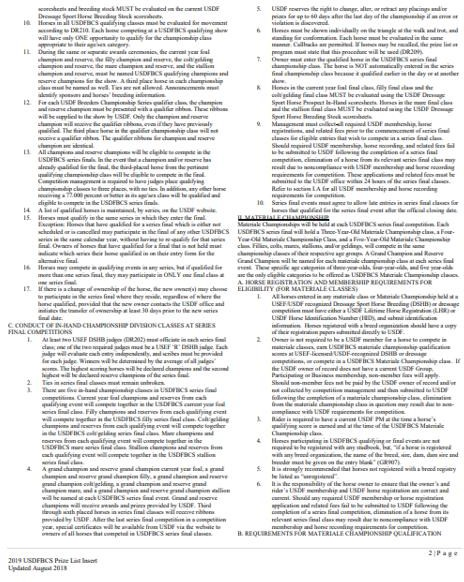 scoresheets and breeding stock MUST be evaluated on the current USDF
Dressage Sport Horse Breeding Stock scoresheets.
10. Horses in all USDFBCS qualifying classes must be evaluated for movement
according to DR210. Each horse competing at a USDFBCS qualifying show
will have only ONE opportunity to qualify for the championship class
appropriate to their age/sex category.
11. During the same or separate awards ceremonies, the current year foal
champion and reserve, the filly champion and reserve, the colt/gelding
champion and reserve, the mare champion and reserve, and the stallion
champion and reserve, must be named USDFBCS qualifying champions and
reserve champions for the show. A third place horse in each championship
class must be named as well. Ties are not allowed. Announcements must
identify sponsors and horses' breeding information.
12. For each USDF Breeders Championship Series qualifier class, the champion
and reserve champion must be presented with a qualifier ribbon. These ribbons
will be supplied to the show by USDF. Only the champion and reserve
champion will receive the qualifier ribbons, even if they have previously
qualified. The third place horse in the qualifier championship class will not
receive a qualifier ribbon. The qualifier ribbons for champion and reserve
champion are identical.
13. All champions and reserve champions will be eligible to compete in the
USDFBCS series finals. In the event that a champion and/or reserve has
already qualified for the final, the third-placed horse from the pertinent
qualifying championship class will be eligible to compete in the final.
Competition management is required to have judges place qualifying
championship classes to three places, with no ties. In addition, any other horse
receiving a 77.000 percent or better in its age/sex class will be qualified and
eligible to compete in the USDFBCS series finals.
14. A list of qualified horses is maintained, by series, on the USDF website.
15. Horses must qualify in the same series in which they enter the final.
Exception: Horses that have qualified for a series final which is either not
scheduled or is cancelled may participate in the final of any other USDFBCS
series in the same calendar year, without having to re-qualify for that series
final. Owners of horses that have qualified for a final that is not held must
indicate which series their horse qualified in on their entry form for the
alternative final.
16. Horses may compete in qualifying events in any series, but if qualified for
more than one series final, they may participate in ONLY one final class at
one series final.
17. If there is a change of ownership of the horse, the new owner(s) may choose
to participate in the series final where they reside, regardless of where the
horse qualified, provided that the new owner contacts the USDF office and
initiates the transfer of ownership at least 30 days prior to the new series
final date.
C. CONDUCT OF IN-HAND CHAMPIONSHIP DIVISION CLASSES AT SERIES
FINAL COMPETITIONS
1. At least two USEF DSHB judges (DR202) must officiate in each series final
class; one of the two required judges must be a USEF 'R' DSHB judge. Each
judge will evaluate each entry independently, and scribes must be provided
for each judge. Winners will be determined by the average of all judges'
scores. The highest scoring horses will be declared champions and the second
highest will be declared reserve champions of the series final.
2. Ties in series final classes must remain unbroken.
3. There are five in-hand championship classes in USDFBCS series final
competitions. Current year foal champions and reserves from each
qualifying event will compete together in the USDFBCS current year foal
series final class. Filly champions and reserves from each qualifying event
will compete together in the USDFBCS filly series final class. Colt/gelding
champions and reserves from each qualifying event will compete together
in the USDFBCS colt/gelding series final class. Mare champions and
reserves from each qualifying event will compete together in the
USDFBCS mare series final class. Stallion champions and reserves from
each qualifying event will compete together in the USDFBCS stallion
series final class.
4. A grand champion and reserve grand champion current year foal, a grand
champion and reserve grand champion filly, a grand champion and reserve
grand champion colt/gelding, a grand champion and reserve grand
champion mare, and a grand champion and reserve grand champion stallion
will be named at each USDFBCS series final event. Grand and reserve
champions will receive awards and prizes provided by USDF. Third
through sixth placed horses in series final classes will receive ribbons
provided by USDF. After the last series final competition in a competition
year, special certificates will be available from USDF via the website to
owners of all horses that competed in USDFBCS series final classes.
5. USDF reserves the right to change, alter, or retract any placings and/or
prizes for up to 60 days after the last day of the championship if an error or
violation is discovered.
6. Horses must be shown individually on the triangle at the walk and trot, and
standing for conformation. Each horse must be evaluated in the same
manner. Callbacks are permitted. If horses may be recalled, the prize list or
program must state that this procedure will be used (DR209).
7. Owner must enter the qualified horse in the USDFBCS series final
championship class. The horse is NOT automatically entered in the series
final championship class because it qualified earlier in the day or at another
show.
8. Horses in the current year foal final class, filly final class and the
colt/gelding final class MUST be evaluated using the USDF Dressage
Sport Horse Prospect In-Hand scoresheets. Horses in the mare final class
and the stallion final class MUST be evaluated using the USDF Dressage
Sport Horse Breeding Stock scoresheets.
9. Management must collect/sell required USDF membership, horse
registrations, and related fees prior to the commencement of series final
classes for eligible entries that wish to compete in a series final class.
Should required USDF membership, horse recording, and related fees fail
to be submitted to USDF following the completion of a series final
competition, elimination of a horse from its relevant series final class may
result due to noncompliance with USDF membership and horse recording
requirements for competitions. These applications and related fees must be
submitted to the USDF office within 24 hours of the series final classes.
Refer to section I.A for all USDF membership and horse recording
requirements for competition.
10. Series final events must agree to allow late entries in series final classes for
horses that qualified for the series final event after the official closing date.
II. MATERIALE CHAMPIONSHIP
Materiale Championships will be held at each USDFBCS series final competition. Each
USDFBCS series final will hold a Three-Year-Old Materiale Championship class, a Four-
Year-Old Materiale Championship Class, and a Five-Year-Old Materiale Championship
class. Fillies, colts, mares, stallions, and/or geldings, will compete in the same
championship classes of their respective age groups. A Grand Champion and Reserve
Grand Champion will be named for each materiale championship class at each series final
event. These specific age categories of three-year-olds, four-year-olds, and five year-olds
are the only eligible categories to be offered as USDFBCS Materiale Championship classes.
A. HORSE REGISTRATION AND MEMBERSHIP REQUIREMENTS FOR
ELIGIBILITY (FOR MATERIALE CLASSES)
1. All horses entered in any materiale class or Materiale Championship held at a
USEF/USDF recognized Dressage Sport Horse Breeding (DSHB) or dressage
competition must have either a USDF Lifetime Horse Registration (LHR) or
USDF Horse Identification Number (HID), and submit identification
information. Horses registered with a breed organization should have a copy
of their registration papers submitted directly to USDF.
2. Owner is not required to be a USDF member for a horse to compete in
materiale classes, earn USDFBCS materiale championship qualification
scores at USEF-licensed/USDF-recognized DSHB or dressage
competitions, or compete in a USDFBCS Materiale Championship class. If
the USDF owner of record does not have a current USDF Group,
Participating or Business membership, non-member fees will apply.
Should non-member fees not be paid by the USDF owner of record and/or
not collected by competition management and then submitted to USDF
following the completion of a materiale championship class, elimination
from the materiale championship class in question may result due to non-
compliance with USDF requirements for competition.
3. Rider is required to have a current USDF PM at the time a horse's
qualifying score is earned and at the time of the USDFBCS Materiale
Championship class.
4. Horses participating in USDFBCS qualifying or final events are not
required to be registered with any studbook, but, "if a horse is registered
with any breed organization, the name of the breed, sire, dam, dam sire and
breeder must be given on the entry blank" (GR907)
5. It is strongly recommended that horses not registered with a breed registry
be listed as "unregistered".
6. It is the responsibility of the horse owner to ensure that the owner's and
rider's USDF membership and USDF horse registration are correct and
current. Should any required USDF membership or horse registration
application and related fees fail to be submitted to USDF following the
completion of a series final competition, elimination of a horse from its
relevant series final class may result due to noncompliance with USDF
membership and horse recording requirements for competition.
B. REQUIREMENTS FOR MATERIALE CHAMPIONSHIP QUALIFICATION
2 | P a g e
2019 USDFBCS Prize List Insert
Updated August 2018